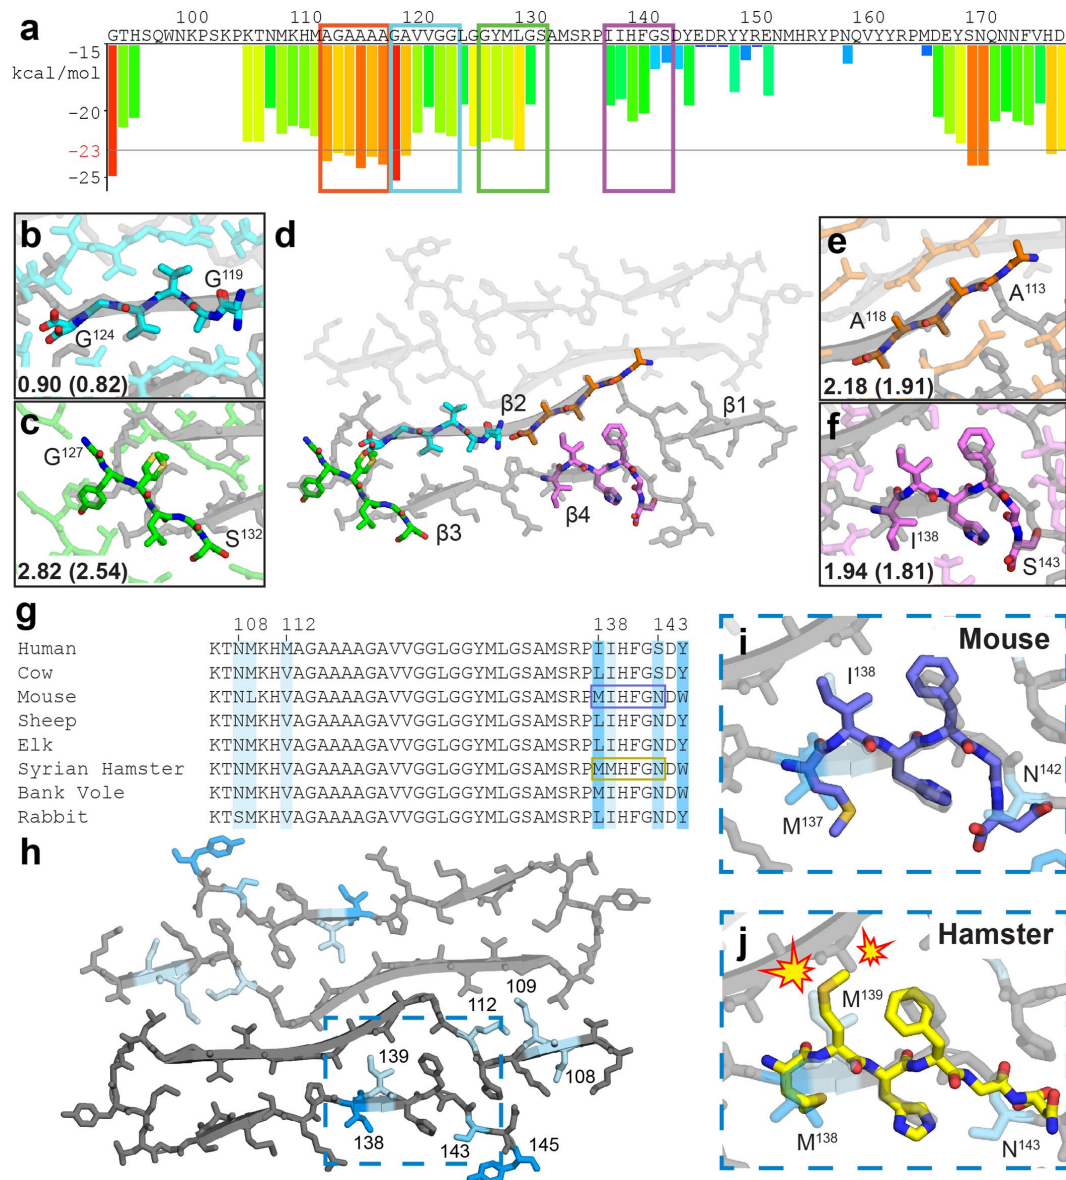 a
100 110 120 130 140 150 160 170
GTHSQWNKPSKPKTNMKHMAGAAAAGAVVGGLGGYMLGSAMSRPIIHFGSDYEDRYYRENMHRYPNQVYYRPMDEYSNQNNFVHD
-15
kcal/mol
-20
-23
-25
b
G119
G124
0.90 (0.82)
c
G127
S132
2.82 (2.54)
d
β2
β1
β3
β4
e
A113
A118
2.18 (1.91)
f
I138
S143
1.94 (1.81)
g
108 112 138 143
Human KTNMKHMAGAAAAGAVVGGLGGYMLGSAMSRPIIHFGSDY
Cow KTNMKHVAGAAAAGAVVGGLGGYMLGSAMSRPLIHFGSDY
Mouse KTNLKHVAGAAAAGAVVGGLGGYMLGSAMSRPMIHFGNDW
Sheep KTNMKHVAGAAAAGAVVGGLGGYMLGSAMSRPLIHFGNDY
Elk KTNMKHVAGAAAAGAVVGGLGGYMLGSAMSRPLIHFGNDY
Syrian Hamster KTNMKHMAGAAAAGAVVGGLGGYMLGSAMSRPMMHFGNDW
Bank Vole KTNMKHVAGAAAAGAVVGGLGGYMLGSAMSRPMIHFGNDW
Rabbit KTSMKHVAGAAAAGAVVGGLGGYMLGSAMSRPLIHFGNDY
h
109
112
139
108
138
143
145
i
Mouse
I138
N142
M137
j
Hamster
M139
M138
N143